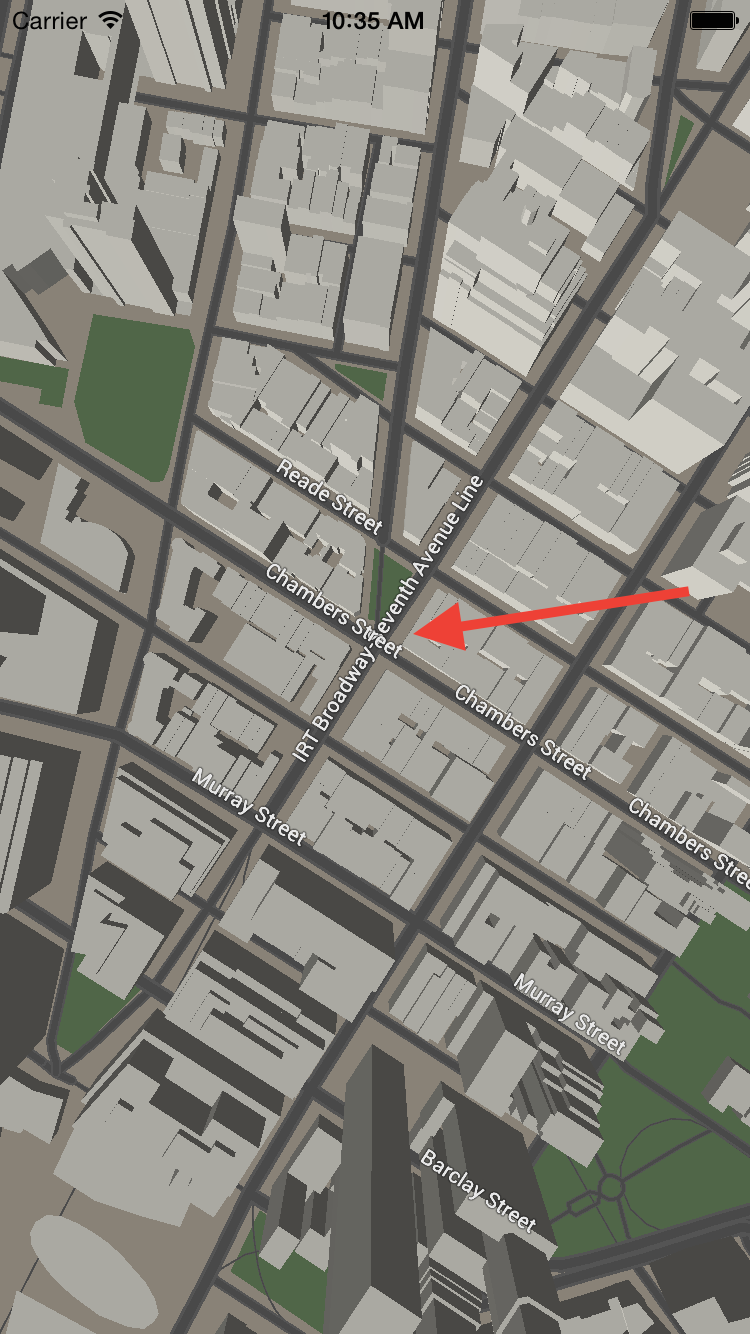 Carrier 10:35 AM
Reade Street
IRT Broadway-Seventh Avenue Line
Chambers Street
Chambers Street
Murray Street
Chambers Stree
Murray Street
Barclay Street